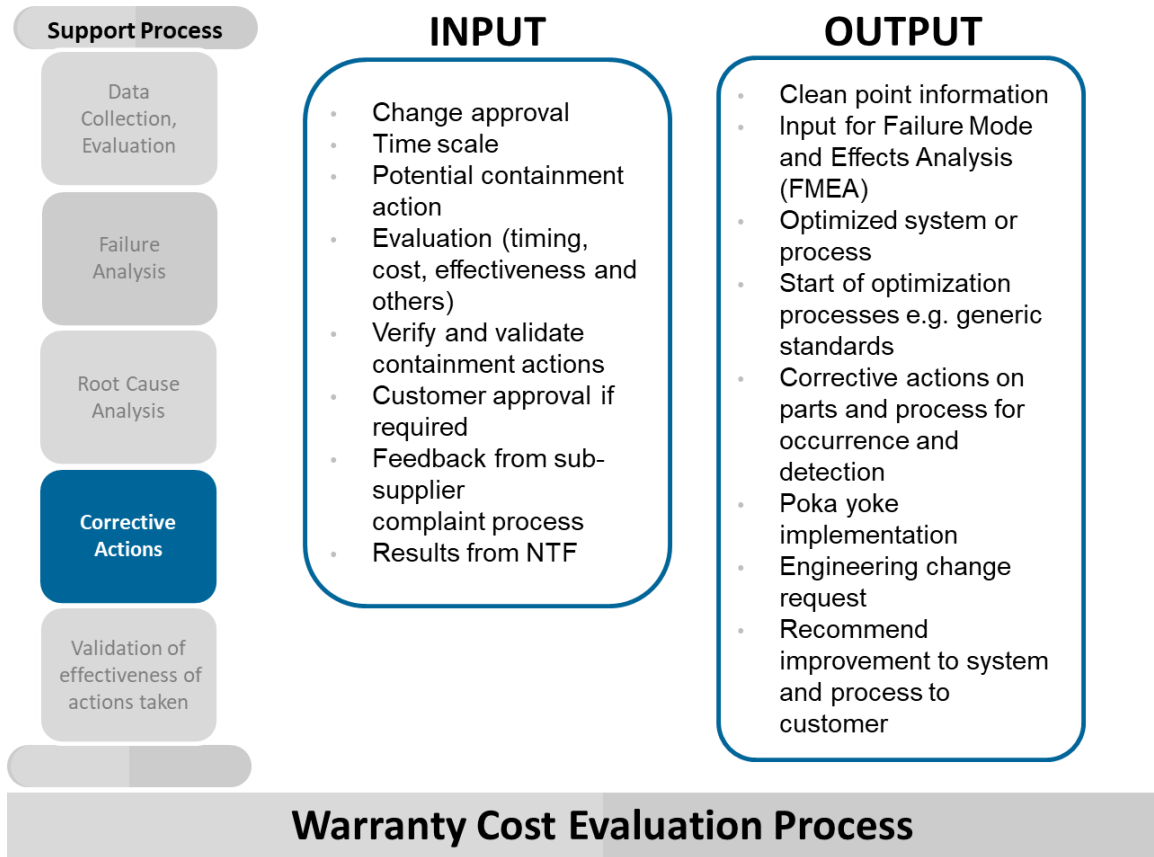 Support Process
Data
Collection,
Evaluation
Failure
Analysis
Root Cause
Analysis
Corrective
Actions
Validation of
effectiveness of
actions taken
INPUT
• Change approval
• Time scale
• Potential containment
action
• Evaluation (timing,
cost, effectiveness and
others)
• Verify and validate
containment actions
• Customer approval if
required
• Feedback from sub-
supplier
complaint process
• Results from NTF
OUTPUT
• Clean point information
• Input for Failure Mode
and Effects Analysis
(FMEA)
• Optimized system or
process
• Start of optimization
processes e.g. generic
standards
• Corrective actions on
parts and process for
occurrence and
detection
• Poka yoke
implementation
• Engineering change
request
• Recommend
improvement to system
and process to
customer
Warranty Cost Evaluation Process